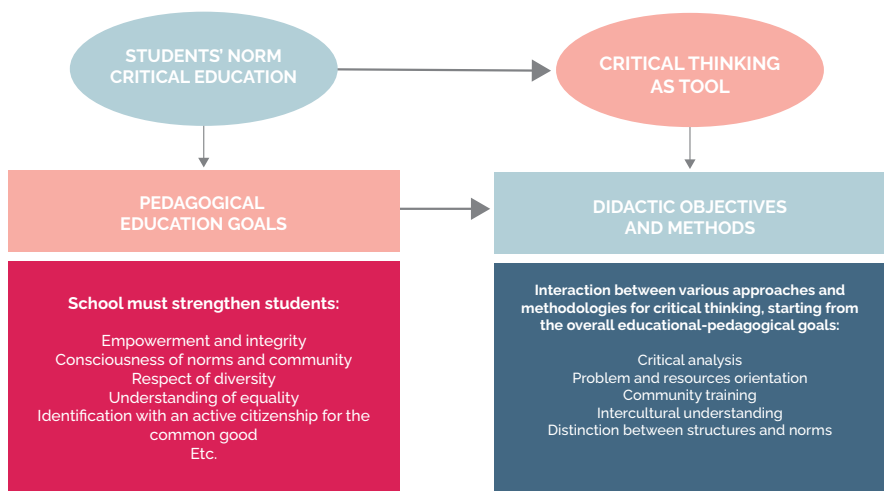 STUDENTS' NORM
CRITICAL EDUCATION
CRITICAL THINKING
AS TOOL
PEDAGOGICAL
EDUCATION GOALS
DIDACTIC OBJECTIVES
AND METHODS
School must strengthen students:
Empowerment and integrity
Consciousness of norms and community
Respect of diversity
Understanding of equality
Identification with an active citizenship for the
common good
Etc.
Interaction between various approaches and
methodologies for critical thinking, starting from
the overall educational-pedagogical goals:
Critical analysis
Problem and resources orientation
Community training
Intercultural understanding
Distinction between structures and norms